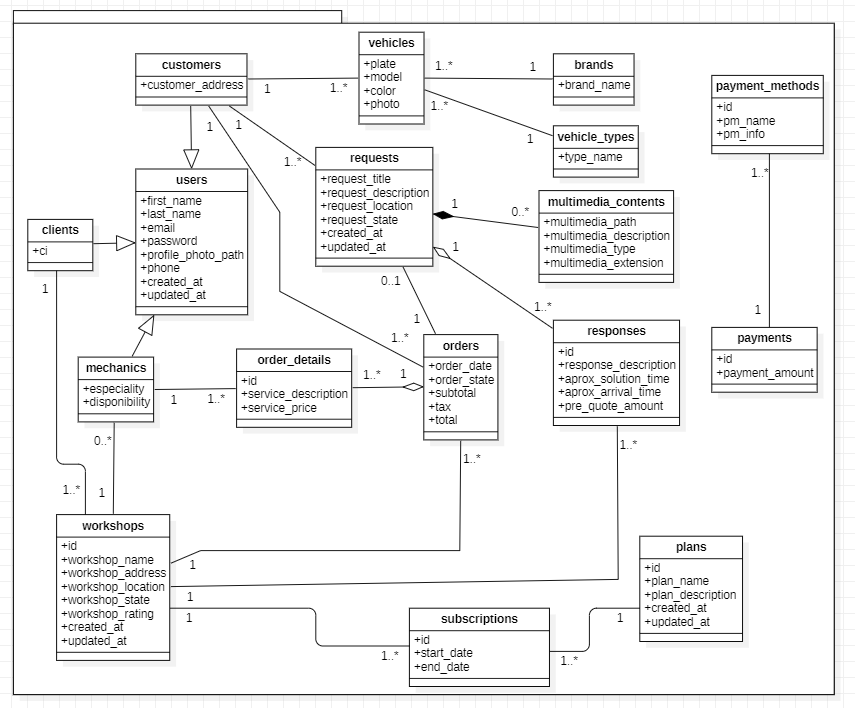 customers
+customer_address
vehicles
+plate
+model
+color
+photo
brands
+brand_name
vehicle_types
+type_name
payment_methods
+id
+pm_name
+pm_info
1
1..*
1..*
1
1..*
1
1
1
1..*
users
+first_name
+last_name
+email
+password
+profile_photo_path
+phone
+created_at
+updated_at
requests
+request_title
+request_description
+request_location
+request_state
+created_at
+updated_at
multimedia_contents
+multimedia_path
+multimedia_description
+multimedia_type
+multimedia_extension
1
0..*
1
1..*
1..*
1
clients
+ci
1
0..1
1
1..*
mechanics
+especiality
+disponibility
order_details
+id
+service_description
+service_price
orders
+order_date
+order_state
+subtotal
+tax
+total
responses
+id
+response_description
+aprox_solution_time
+aprox_arrival_time
+pre_quote_amount
payments
+id
+payment_amount
1
1..*
1..*
1
0..*
1
1..*
1..*
1..*
workshops
+id
+workshop_name
+workshop_address
+workshop_location
+workshop_state
+workshop_rating
+created_at
+updated_at
1
1
1
1..*
subscriptions
+id
+start_date
+end_date
1..*
1
plans
+id
+plan_name
+plan_description
+created_at
+updated_at